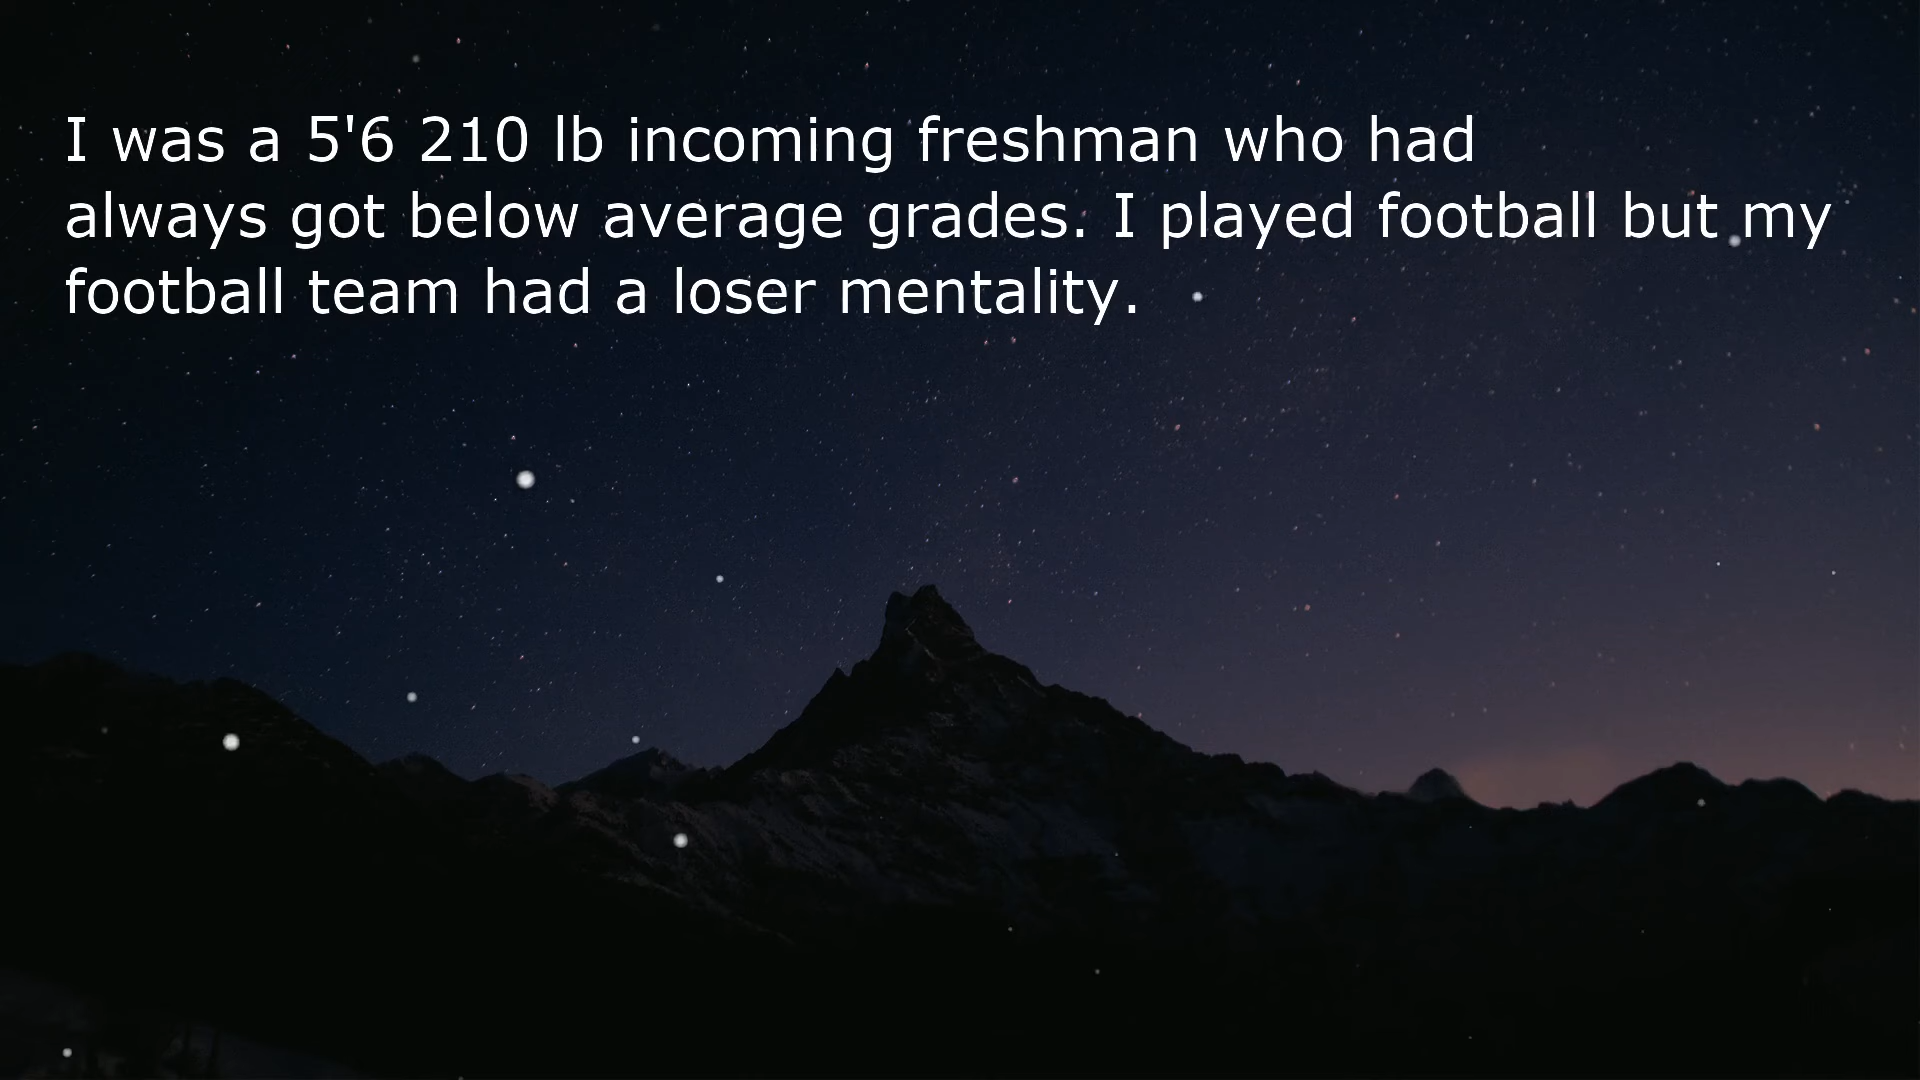 I was a 5'6 210 lb incoming freshman who had
always got below average grades. I played football but my
football team had a loser mentality.